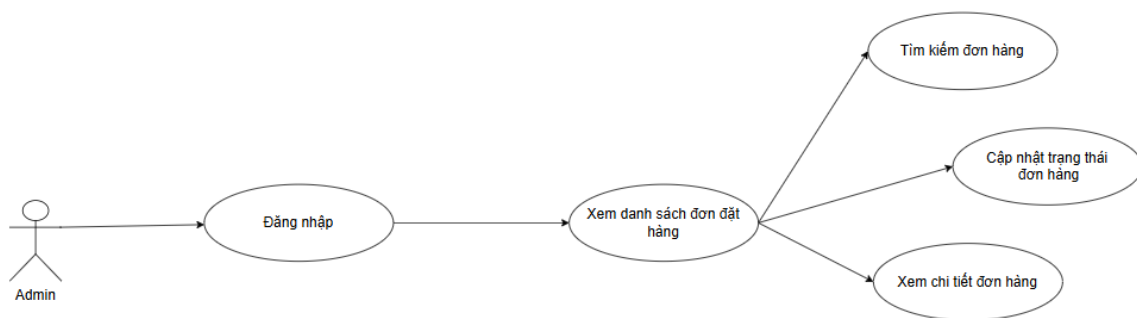 Tìm kiếm đơn hàng
Cập nhật trạng thái
đơn hàng
Đăng nhập
Xem danh sách đơn đặt
hàng
Xem chi tiết đơn hàng
Admin